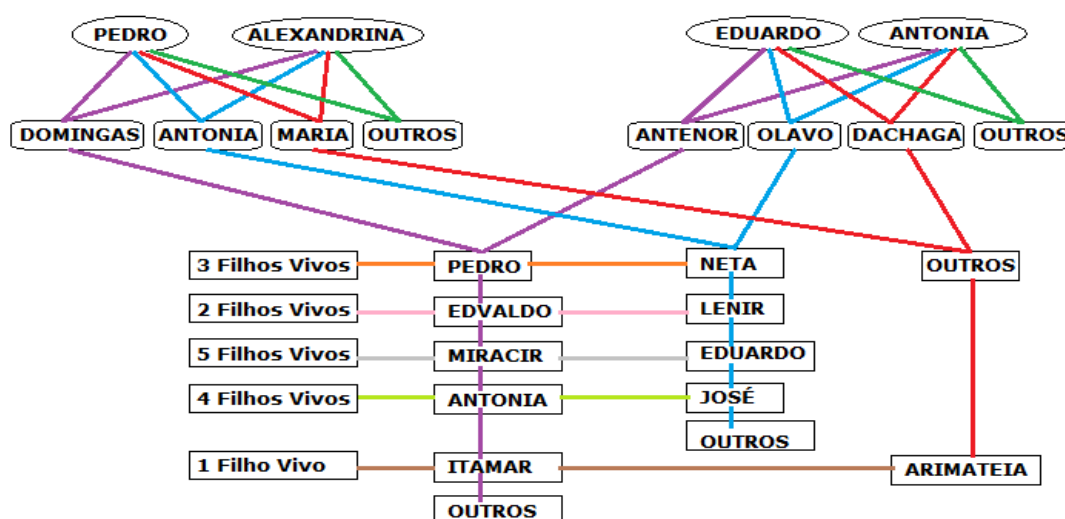 PEDRO ALEXANDRINA EDUARDO ANTONIA
DOMINGAS ANTONIA MARIA OUTROS ANTENOR OLAVO DACHAGA OUTROS
3 Filhos Vivos PEDRO NETA OUTROS
2 Filhos Vivos EDVALDO LENIR
5 Filhos Vivos MIRACIR EDUARDO
4 Filhos Vivos ANTONIA JOSÉ
OUTROS
1 Filho Vivo ITAMAR ARIMATEIA
OUTROS